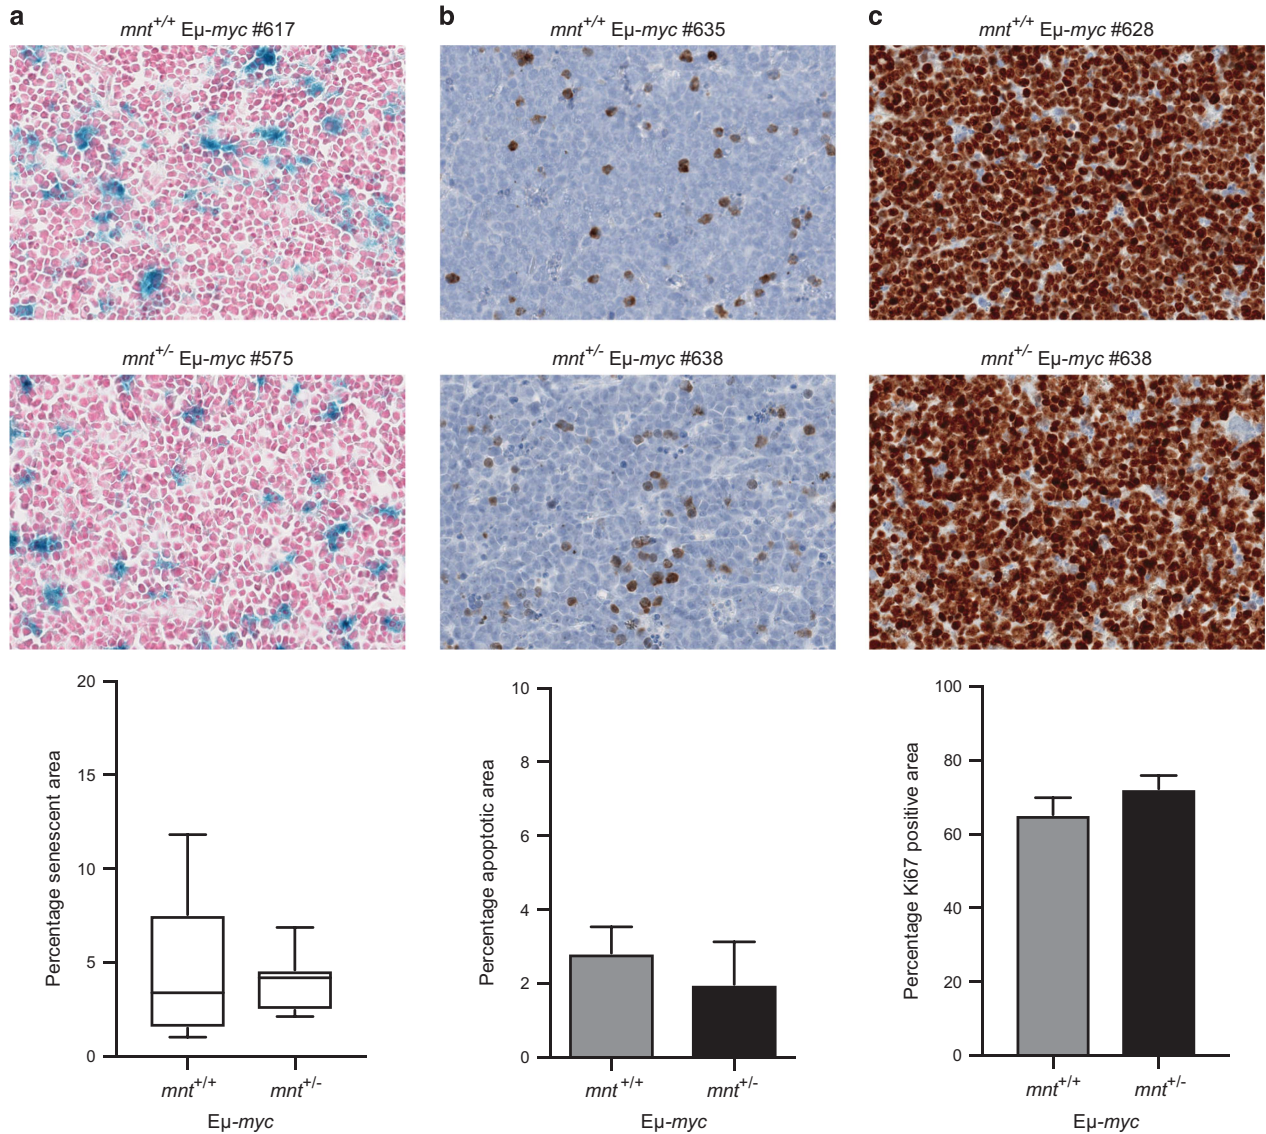 a
mnt+/+ Eµ-myc #617
b
mnt+/+ Eµ-myc #635
c
mnt+/+ Eµ-myc #628
mnt+/- Eµ-myc #575
mnt+/- Eµ-myc #638
mnt+/- Eµ-myc #638
Percentage senescent area
20
15
10
5
0
mnt+/+
mnt+/-
Eµ-myc
Percentage apoptotic area
10
8
6
4
2
0
mnt+/+
mnt+/-
Eµ-myc
Percentage Ki67 positive area
100
80
60
40
20
0
mnt+/+
mnt+/-
Eµ-myc